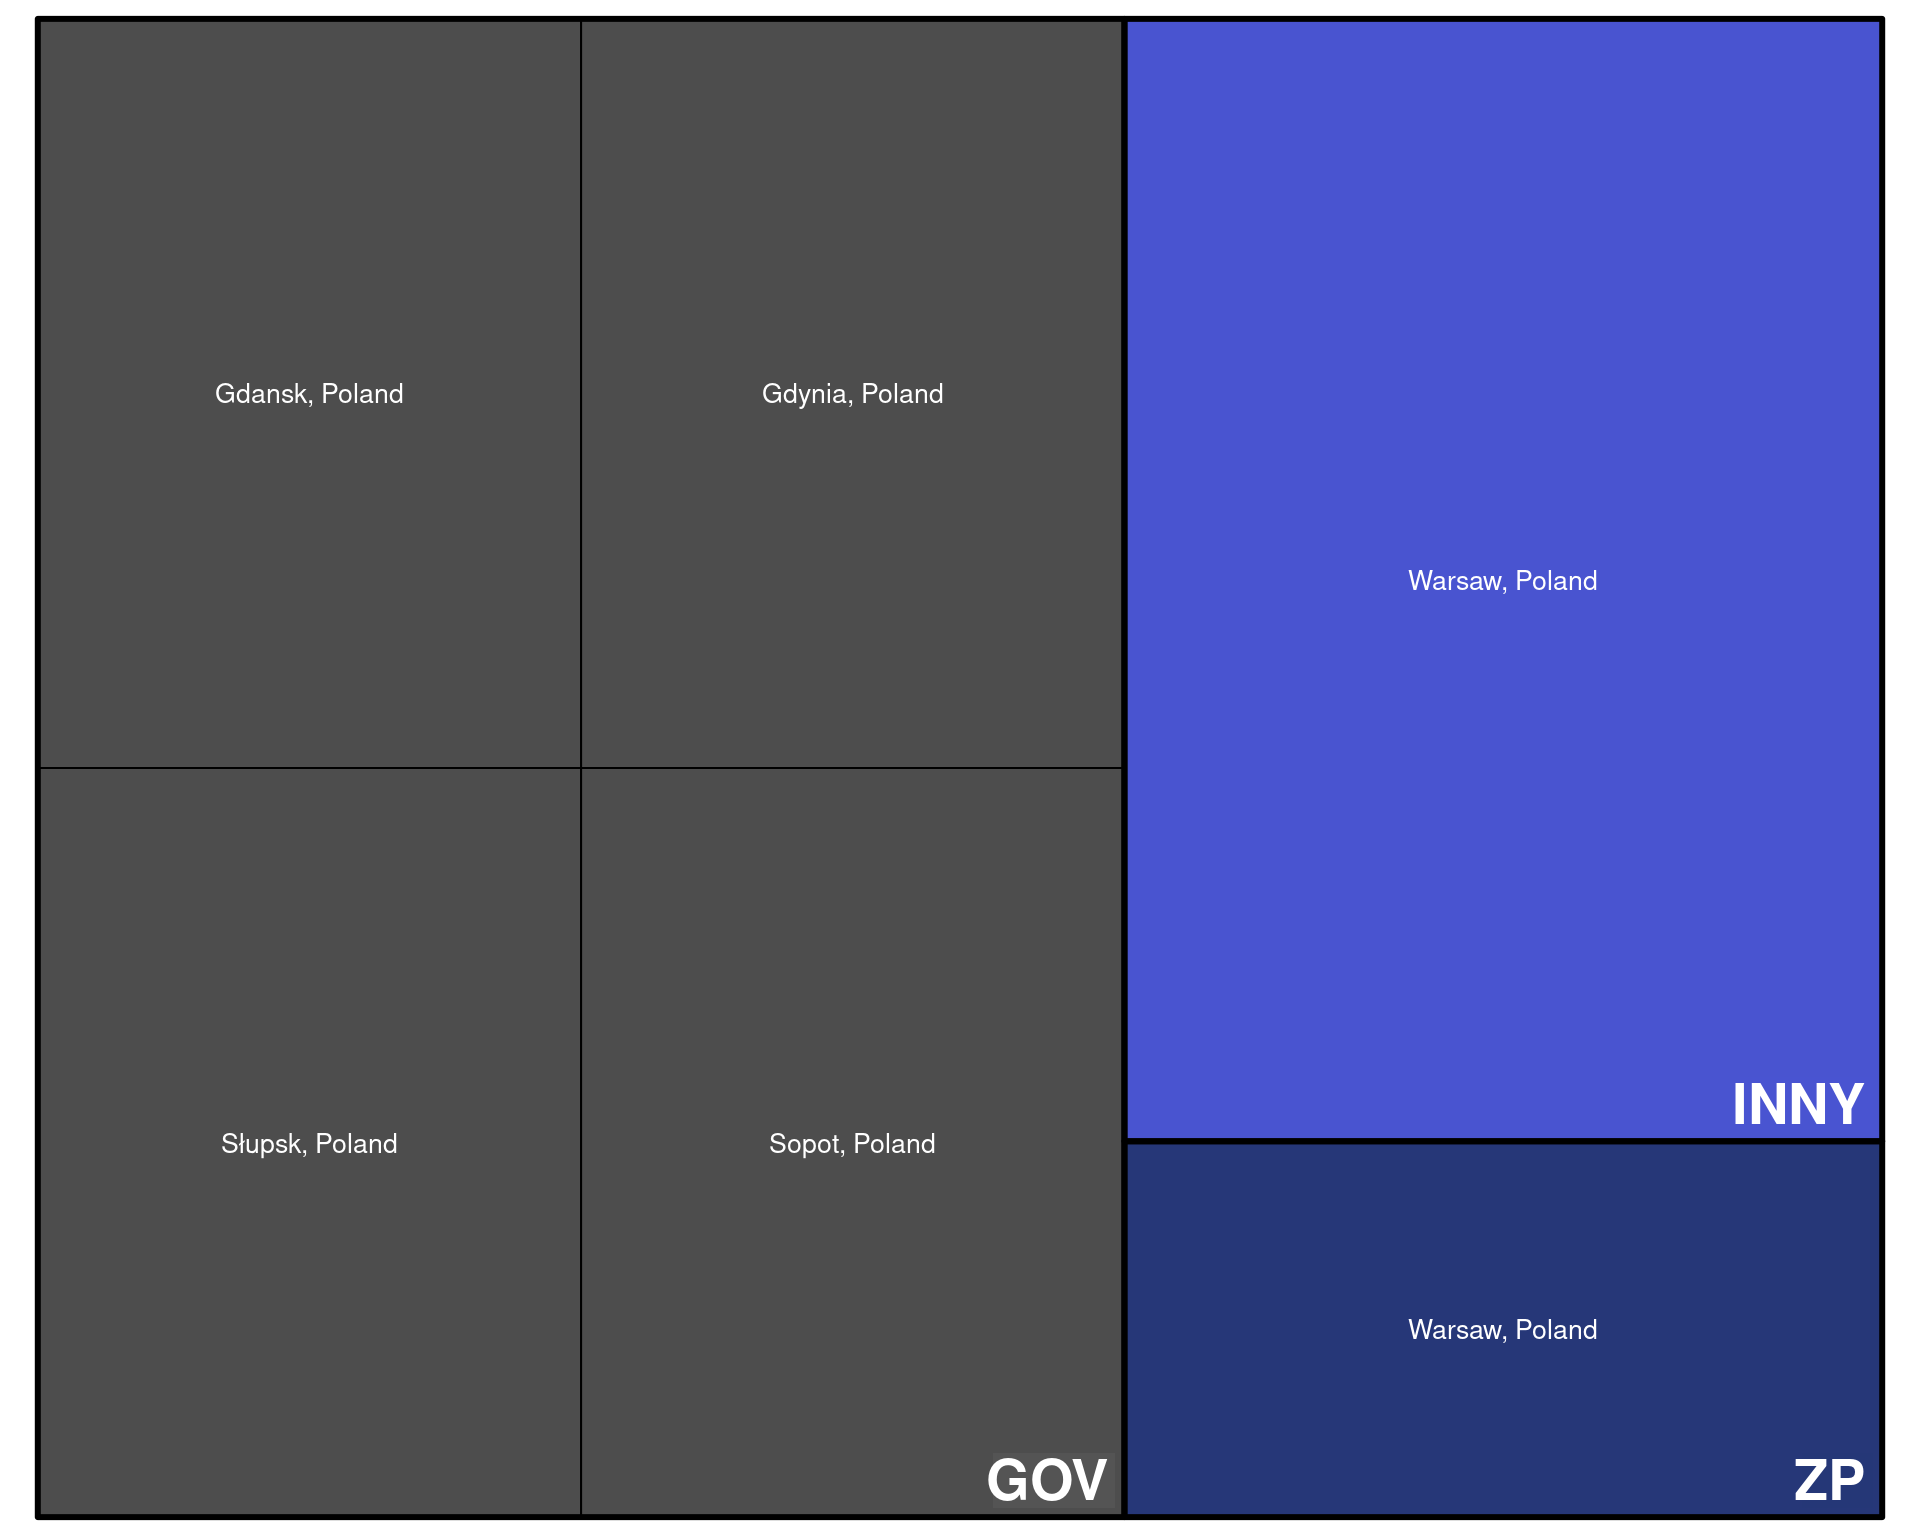 Gdansk, Poland
Gdynia, Poland
Słupsk, Poland
Sopot, Poland
GOV
Warsaw, Poland
INNY
Warsaw, Poland
ZP